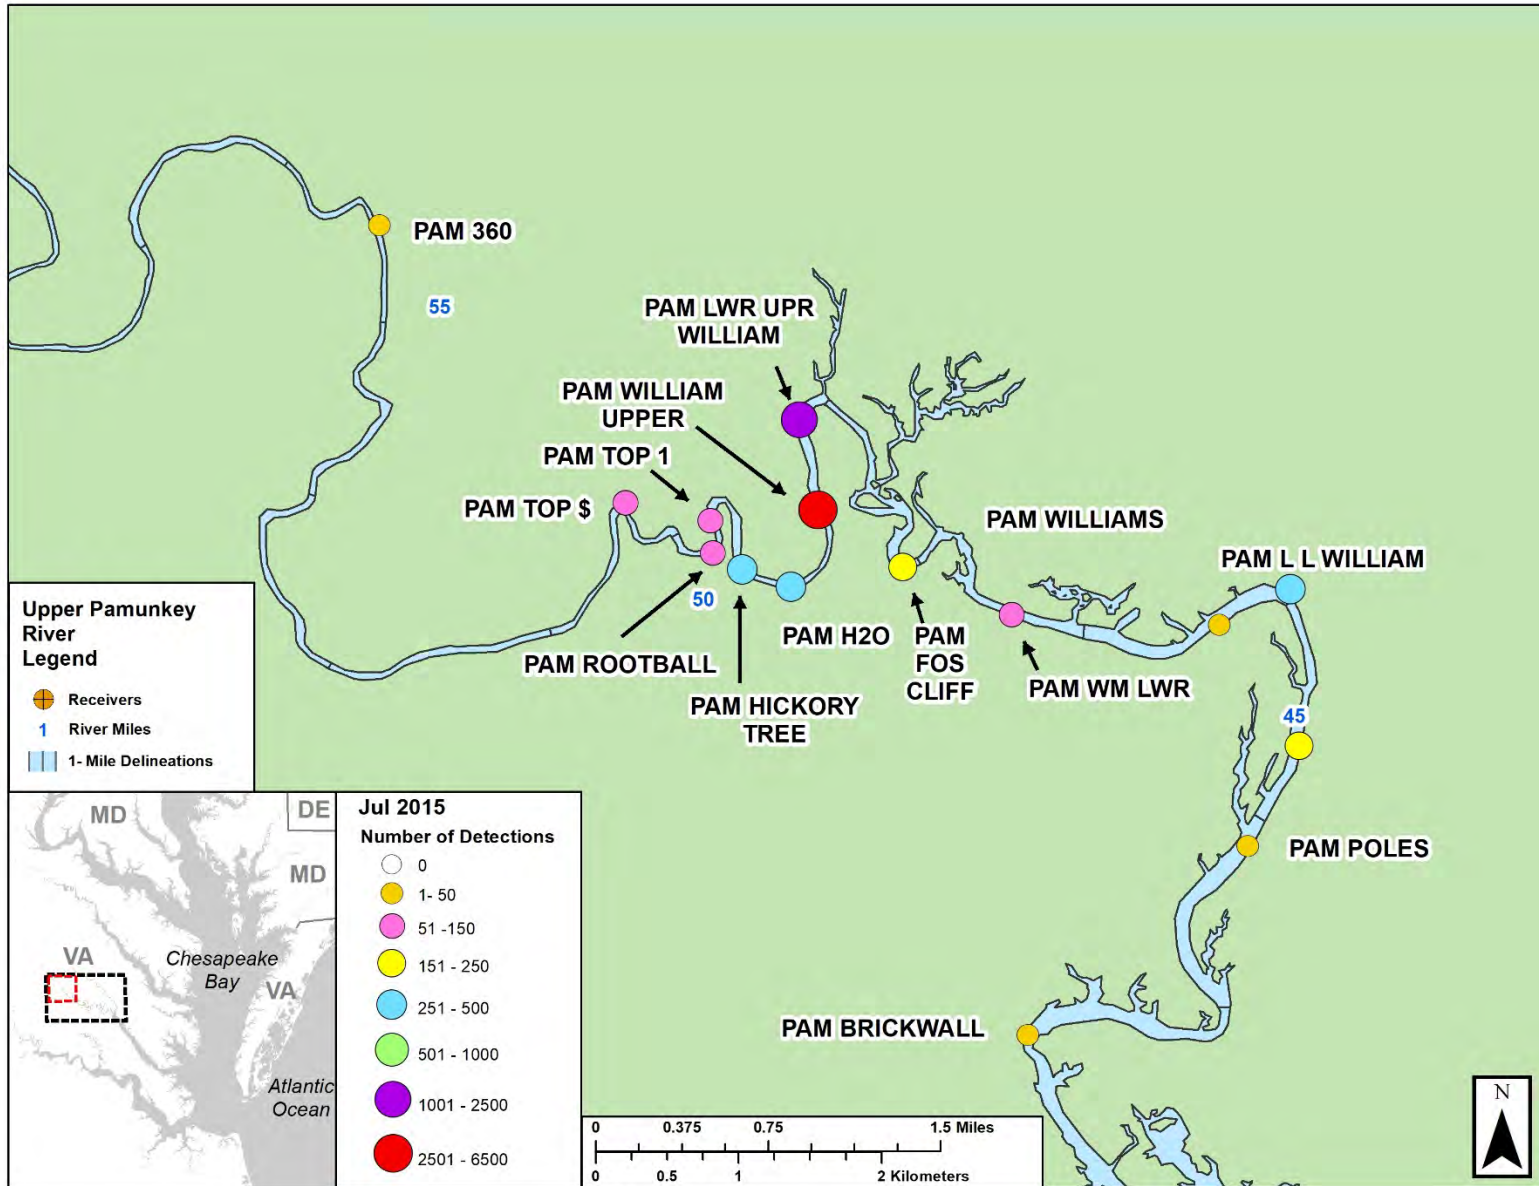 PAM 360
55
PAM LWR UPR
WILLIAM
PAM WILLIAM
UPPER
PAM TOP 1
PAM TOP $
PAM WILLIAMS
PAM L L WILLIAM
50
PAM H2O
PAM
FOS
CLIFF
PAM ROOTBALL
PAM WM LWR
PAM HICKORY
TREE
45
PAM POLES
PAM BRICKWALL
Upper Pamunkey
River
Legend
Receivers
1 River Miles
1- Mile Delineations
MD
DE
MD
VA
Chesapeake
Bay
VA
Atlantic
Ocean
Jul 2015
Number of Detections
0
1- 50
51 -150
151 - 250
251 - 500
501 - 1000
1001 - 2500
2501 - 6500
0 0.375 0.75 1.5 Miles
0 0.5 1 2 Kilometers
N